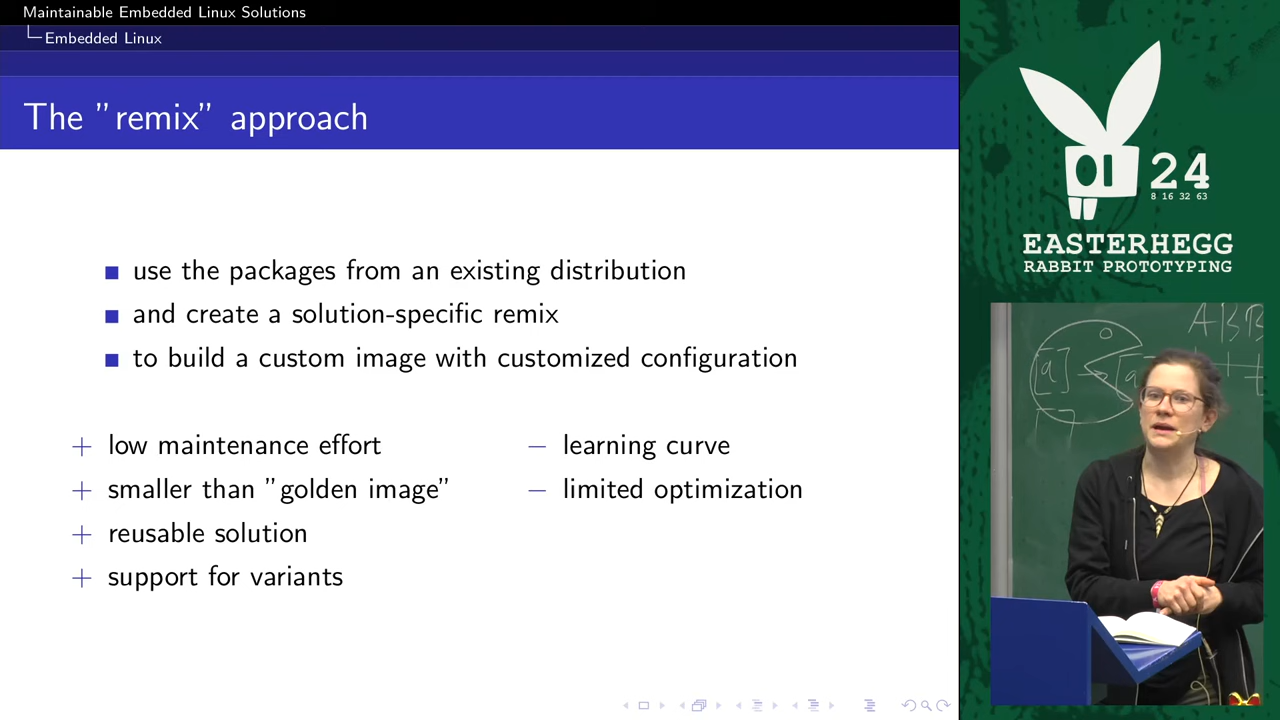 Maintainable Embedded Linux Solutions
Embedded Linux
The "remix" approach
use the packages from an existing distribution
and create a solution-specific remix
to build a custom image with customized configuration
+ low maintenance effort
+ smaller than "golden image"
+ reusable solution
+ support for variants
− learning curve
− limited optimization
24
8 16 32 63
EASTERHEGG
RABBIT PROTOTYPING
ABB
[a]